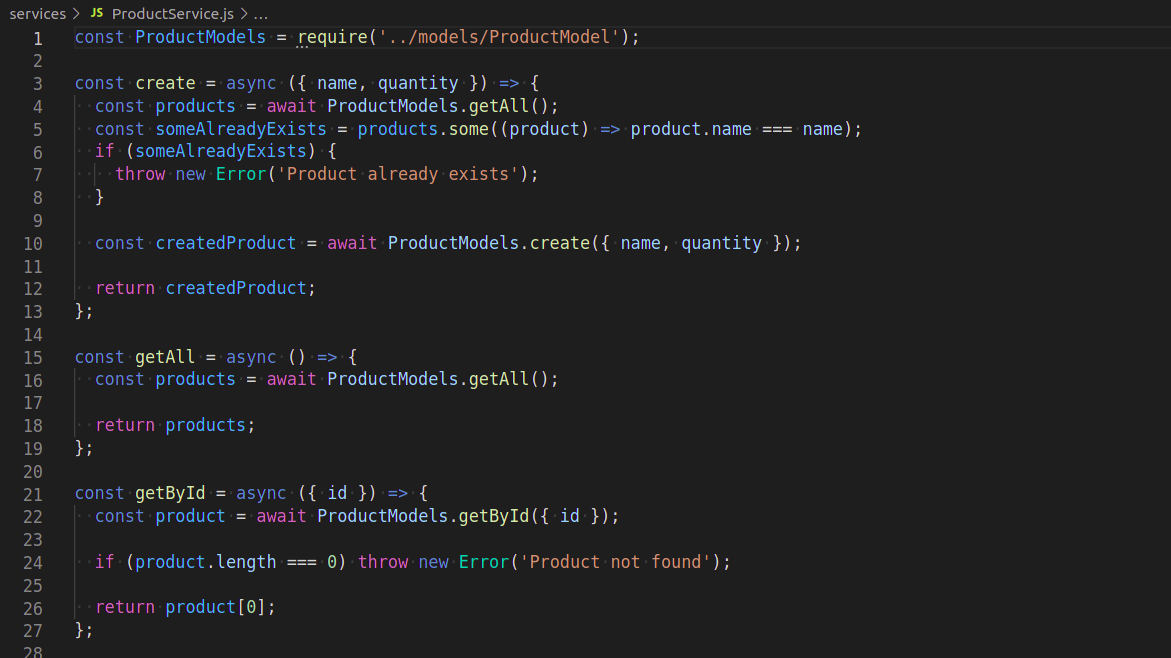 services > JS ProductService.js > ...
1 const ProductModels = require('../models/ProductModel');
2
3 const create = async ({ name, quantity }) => {
4   const products = await ProductModels.getAll();
5   const someAlreadyExists = products.some((product) => product.name === name);
6   if (someAlreadyExists) {
7     throw new Error('Product already exists');
8   }
9
10   const createdProduct = await ProductModels.create({ name, quantity });
11
12   return createdProduct;
13 };
14
15 const getAll = async () => {
16   const products = await ProductModels.getAll();
17
18   return products;
19 };
20
21 const getById = async ({ id }) => {
22   const product = await ProductModels.getById({ id });
23
24   if (product.length === 0) throw new Error('Product not found');
25
26   return product[0];
27 };
28